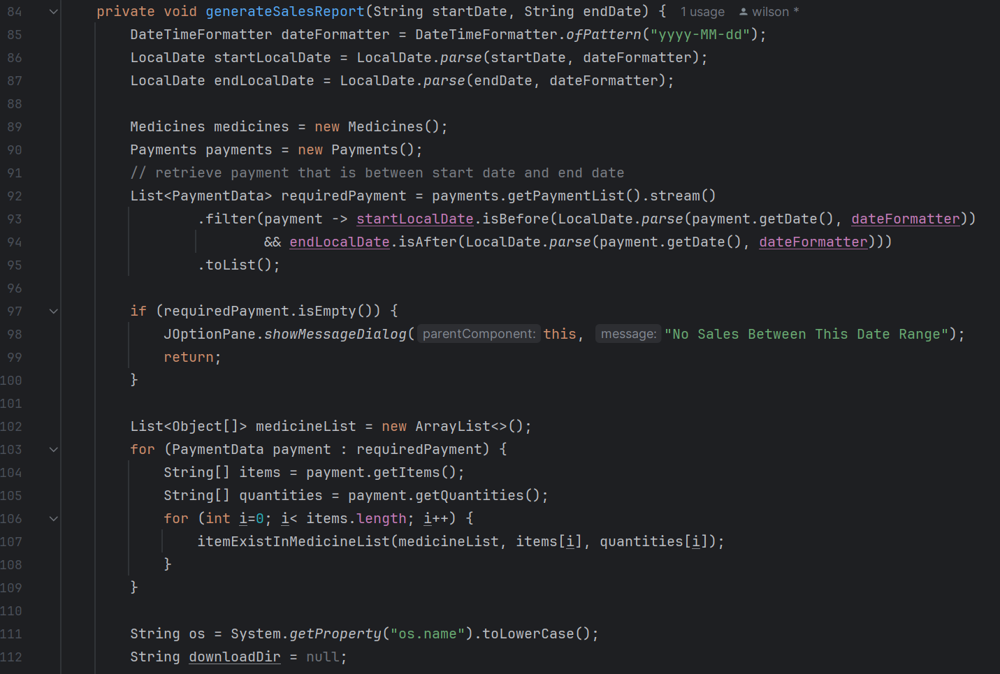 84 private void generateSalesReport(String startDate, String endDate) { 1 usage wilson *
85 DateTimeFormatter dateFormatter = DateTimeFormatter.ofPattern("yyyy-MM-dd");
86 LocalDate startLocalDate = LocalDate.parse(startDate, dateFormatter);
87 LocalDate endLocalDate = LocalDate.parse(endDate, dateFormatter);
88
89 Medicines medicines = new Medicines();
90 Payments payments = new Payments();
91 // retrieve payment that is between start date and end date
92 List<PaymentData> requiredPayment = payments.getPaymentList().stream()
93 .filter(payment -> startLocalDate.isBefore(LocalDate.parse(payment.getDate(), dateFormatter))
94 && endLocalDate.isAfter(LocalDate.parse(payment.getDate(), dateFormatter)))
95 .toList();
96
97 if (requiredPayment.isEmpty()) {
98 JOptionPane.showMessageDialog( parentComponent: this, message: "No Sales Between This Date Range");
99 return;
100 }
101
102 List<Object[]> medicineList = new ArrayList<>();
103 for (PaymentData payment : requiredPayment) {
104 String[] items = payment.getItems();
105 String[] quantities = payment.getQuantities();
106 for (int i=0; i< items.length; i++) {
107 itemExistInMedicineList(medicineList, items[i], quantities[i]);
108 }
109 }
110
111 String os = System.getProperty("os.name").toLowerCase();
112 String downloadDir = null;